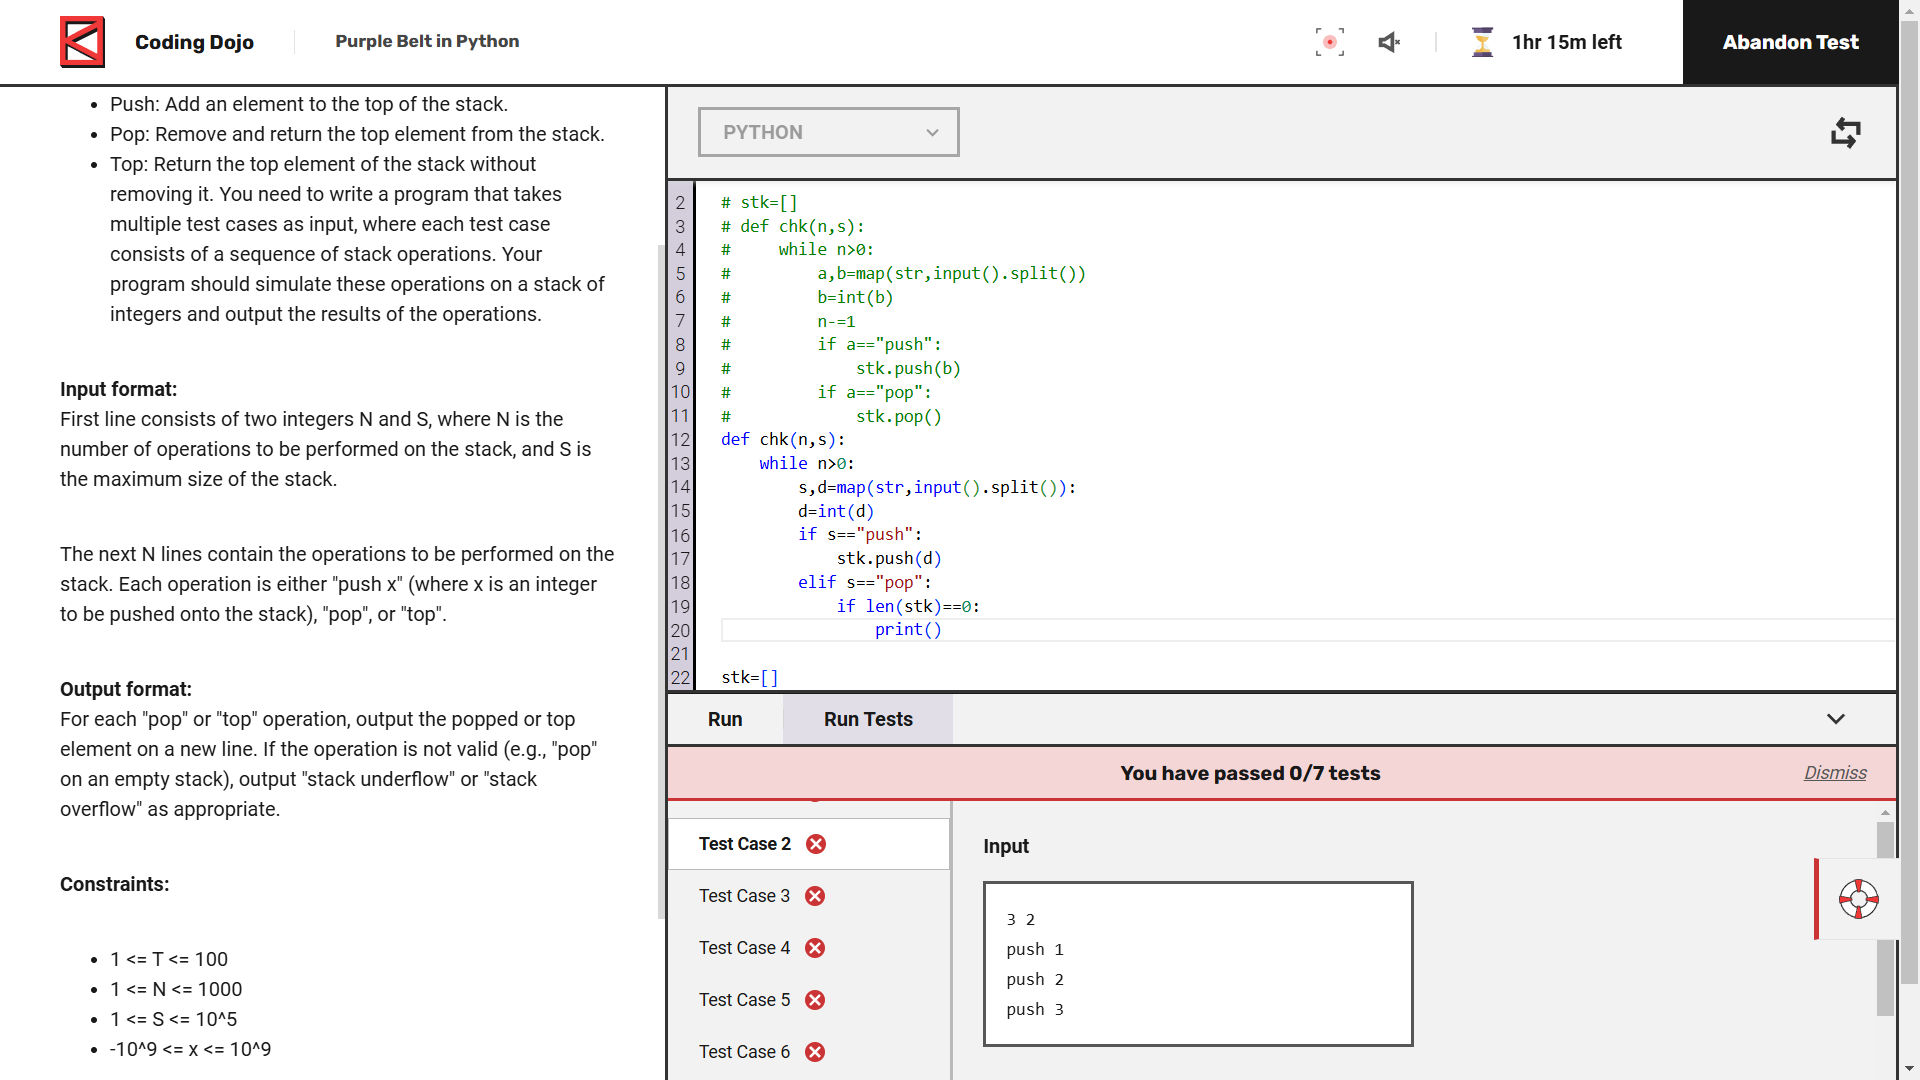 Coding Dojo
Purple Belt in Python
1hr 15m left
Abandon Test
• Push: Add an element to the top of the stack.
• Pop: Remove and return the top element from the stack.
• Top: Return the top element of the stack without
removing it. You need to write a program that takes
multiple test cases as input, where each test case
consists of a sequence of stack operations. Your
program should simulate these operations on a stack of
integers and output the results of the operations.
Input format:
First line consists of two integers N and S, where N is the
number of operations to be performed on the stack, and S is
the maximum size of the stack.
The next N lines contain the operations to be performed on the
stack. Each operation is either "push x" (where x is an integer
to be pushed onto the stack), "pop", or "top".
Output format:
For each "pop" or "top" operation, output the popped or top
element on a new line. If the operation is not valid (e.g., "pop"
on an empty stack), output "stack underflow" or "stack
overflow" as appropriate.
Constraints:
• 1 <= T <= 100
• 1 <= N <= 1000
• 1 <= S <= 10^5
• -10^9 <= x <= 10^9
PYTHON
2 # stk=[]
3 # def chk(n,s):
4 #     while n>0:
5 #         a,b=map(str,input().split())
6 #         b=int(b)
7 #         n-=1
8 #         if a=="push":
9 #             stk.push(b)
10 #         if a=="pop":
11 #             stk.pop()
12 def chk(n,s):
13     while n>0:
14         s,d=map(str,input().split()):
15         d=int(d)
16         if s=="push":
17             stk.push(d)
18         elif s=="pop":
19             if len(stk)==0:
20                 print()
21
22 stk=[]
Run
Run Tests
You have passed 0/7 tests
Dismiss
Test Case 2
Test Case 3
Test Case 4
Test Case 5
Test Case 6
Input
3 2
push 1
push 2
push 3